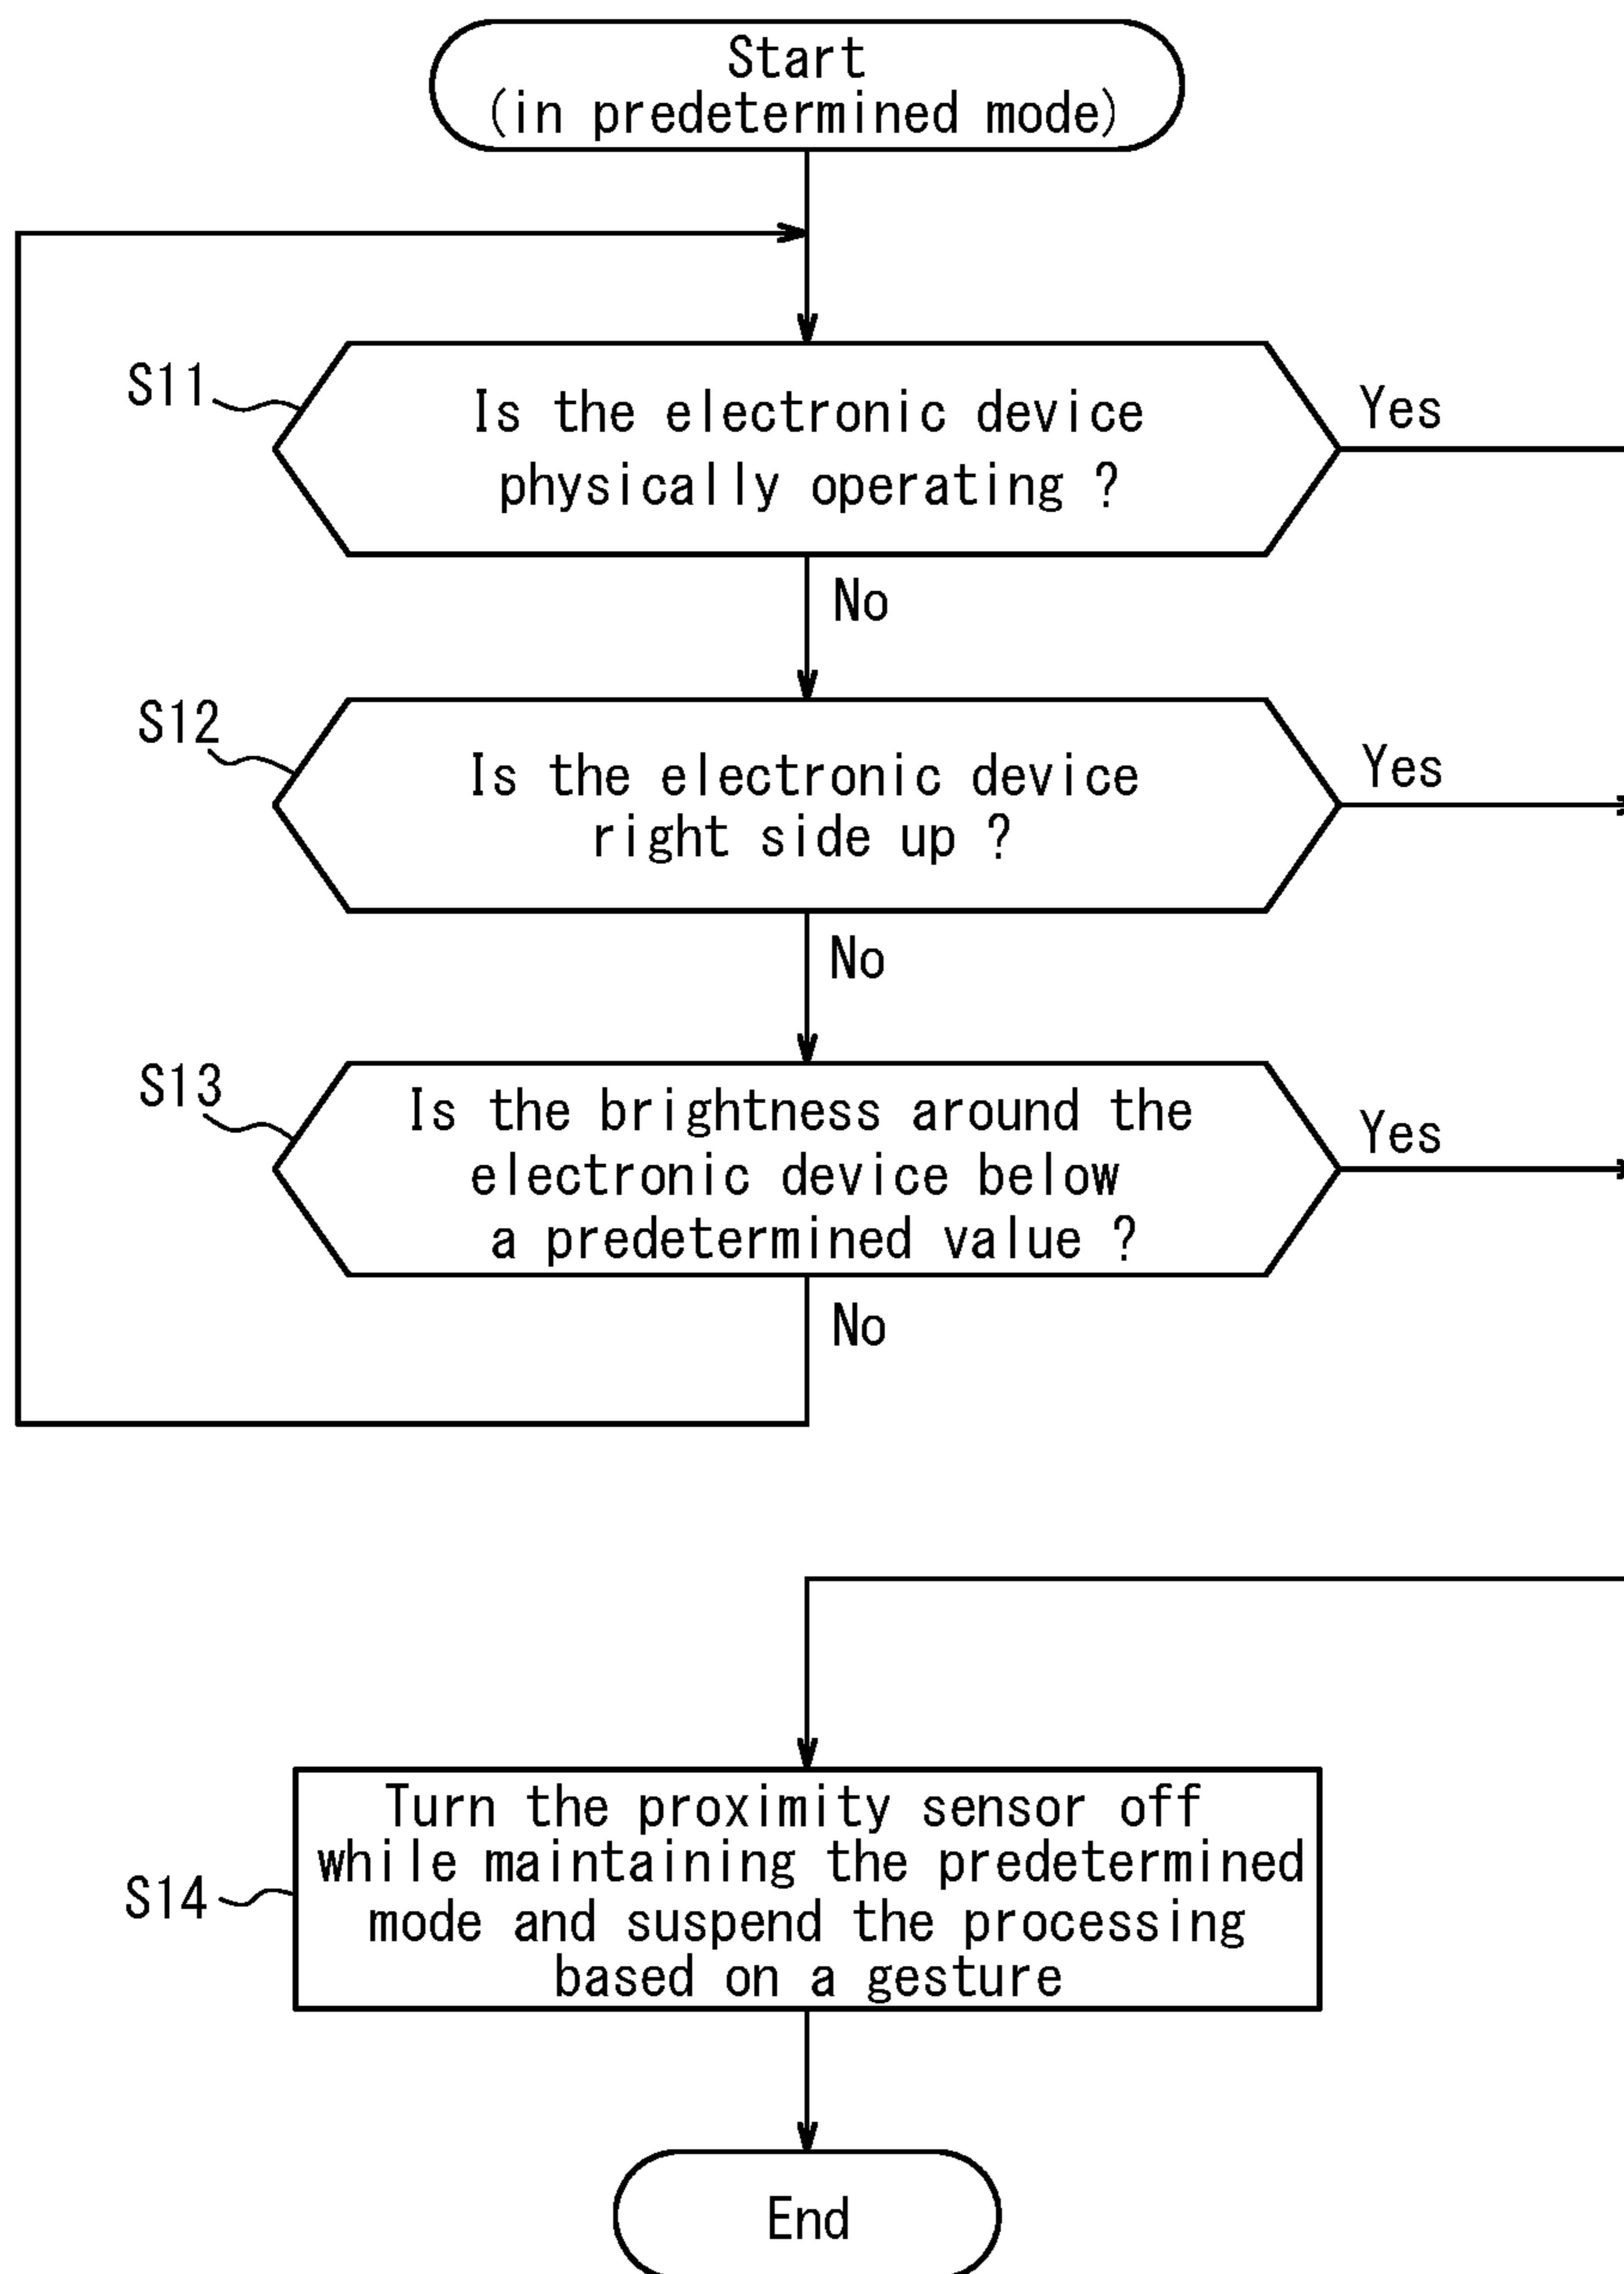 Start
(in predetermined mode)
S11
Is the electronic device
physically operating ?
Yes
No
S12
Is the electronic device
right side up ?
Yes
No
S13
Is the brightness around the
electronic device below
a predetermined value ?
Yes
No
S14
Turn the proximity sensor off
while maintaining the predetermined
mode and suspend the processing
based on a gesture
End